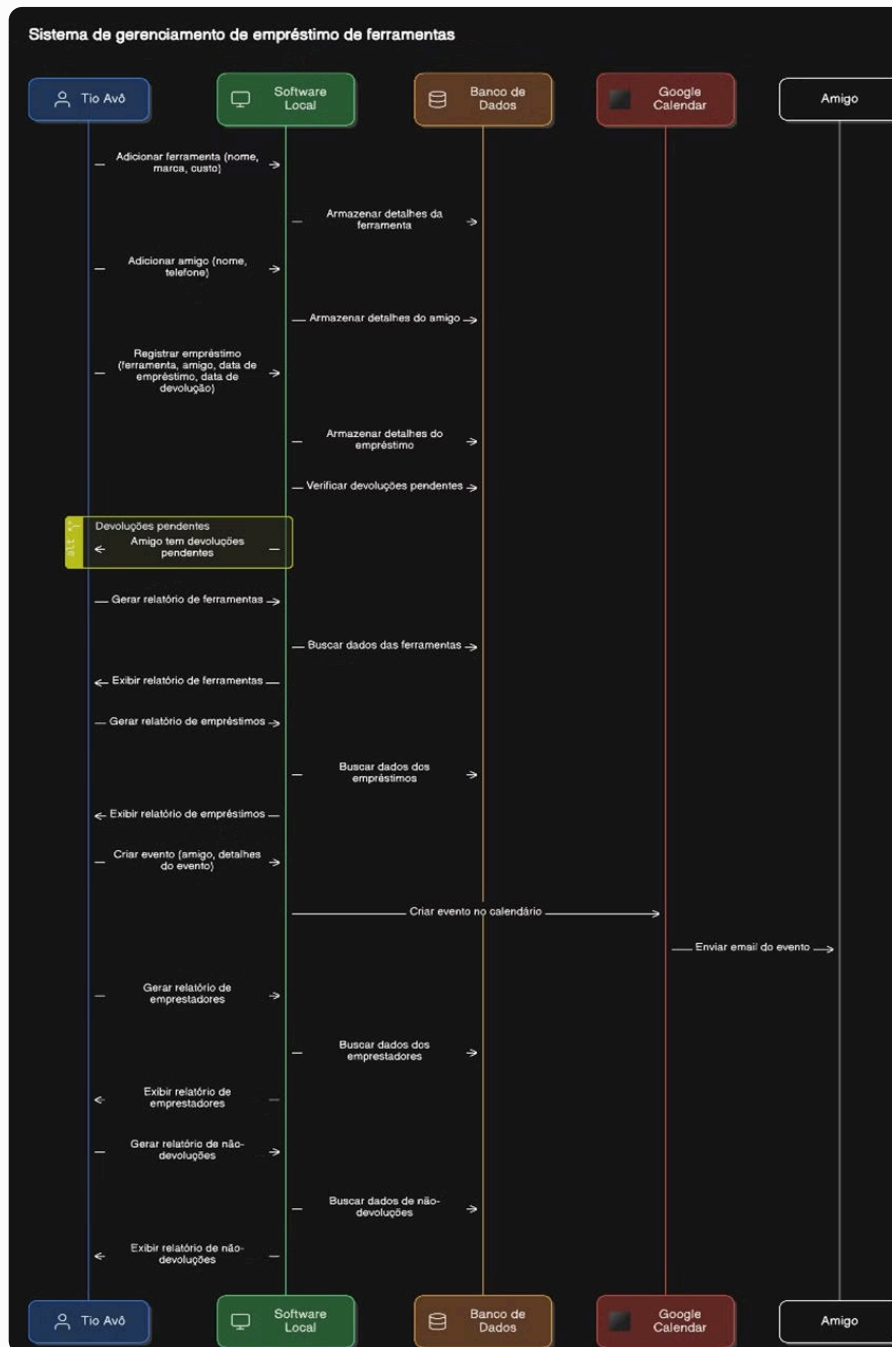 Sistema de gerenciamento de empréstimo de ferramentas
Tio Avô
Software
Local
Banco de
Dados
Google
Calendar
Amigo
Adicionar ferramenta (nome,
marca, custo)
Armazenar detalhes da
ferramenta
Adicionar amigo (nome,
telefone)
Armazenar detalhes do amigo
Registrar empréstimo
(ferramenta, amigo, data de
empréstimo, data de
devolução)
Armazenar detalhes do
empréstimo
Verificar devoluções pendentes
alt
Devoluções pendentes
Amigo tem devoluções
pendentes
Gerar relatório de ferramentas
Buscar dados das ferramentas
Exibir relatório de ferramentas
Gerar relatório de empréstimos
Buscar dados dos
empréstimos
Exibir relatório de empréstimos
Criar evento (amigo, detalhes
do evento)
Criar evento no calendário
Enviar email do evento
Gerar relatório de
emprestadores
Buscar dados dos
emprestadores
Exibir relatório de
emprestadores
Gerar relatório de não-
devoluções
Buscar dados de não-
devoluções
Exibir relatório de não-
devoluções
Tio Avô
Software
Local
Banco de
Dados
Google
Calendar
Amigo